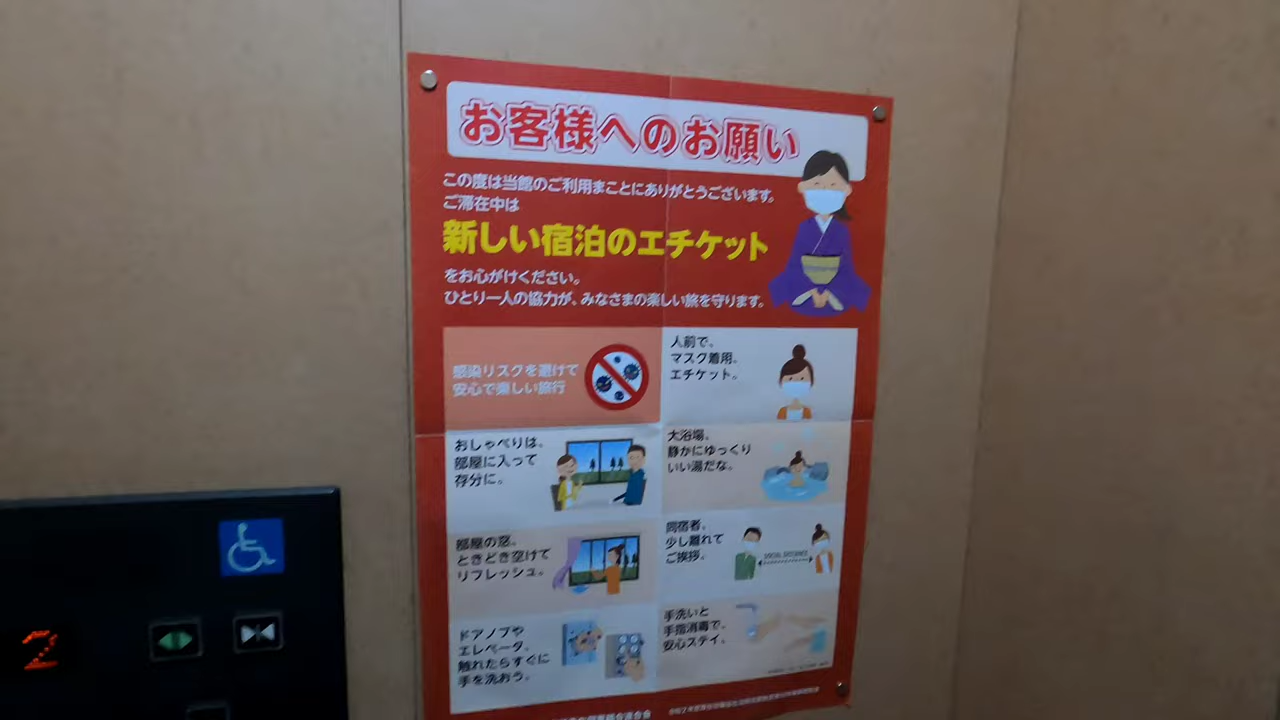 お客様へのお願い
この度は当館のご利用まことにありがとうございます。
ご滞在中は
新しい宿泊のエチケット
をお心がけください。
ひとり一人の協力が、みなさまの楽しい旅を守ります。
感染リスクを避けて
安心で楽しい旅行
人前で、
マスク着用、
エチケット。
おしゃべりは、
部屋に入って
存分に。
大浴場、
静かにゆっくり
いい湯だな。
部屋の窓、
ときどき空けて
リフレッシュ。
同宿者、
少し離れて
ご挨拶。
SOCIAL DISTANCE
ドアノブや
エレベータ、
触れたらすぐに
手を洗おう。
手洗いと
手指消毒で、
安心ステイ。
2